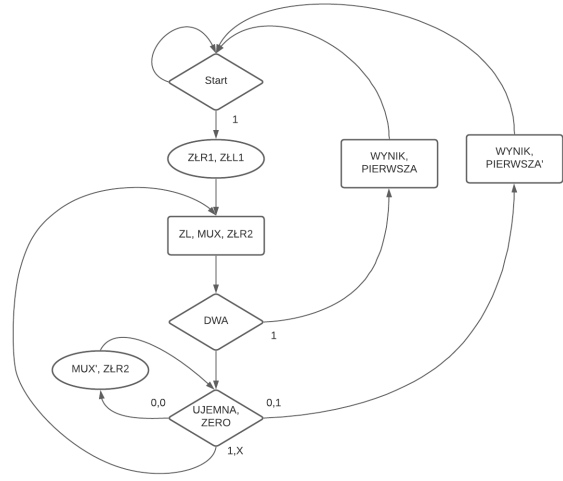 Start
1
ZŁR1, ZŁL1
WYNIK,
PIERWSZA
WYNIK,
PIERWSZA'
ZL, MUX, ZŁR2
DWA
1
MUX', ZŁR2
0,0
UJEMNA,
ZERO
0,1
1,X